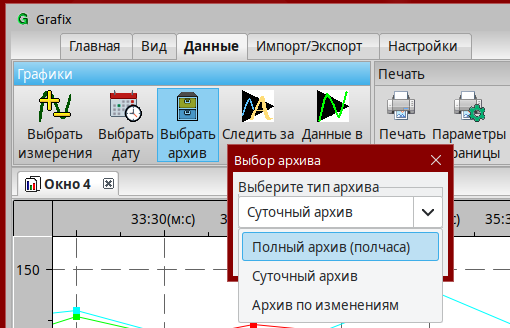 Grafix
Главная Вид Данные Импорт/Экспорт Настройки
Графики Печать
Выбрать измерения
Выбрать дату
Выбрать архив
Следить за
Данные в
Печать
Параметры
раницы
Выбор архива
Выберите тип архива
Суточный архив
Полный архив (полчаса)
Суточный архив
Архив по изменениям
Окно 4
33:30(м:с) 35:3
150